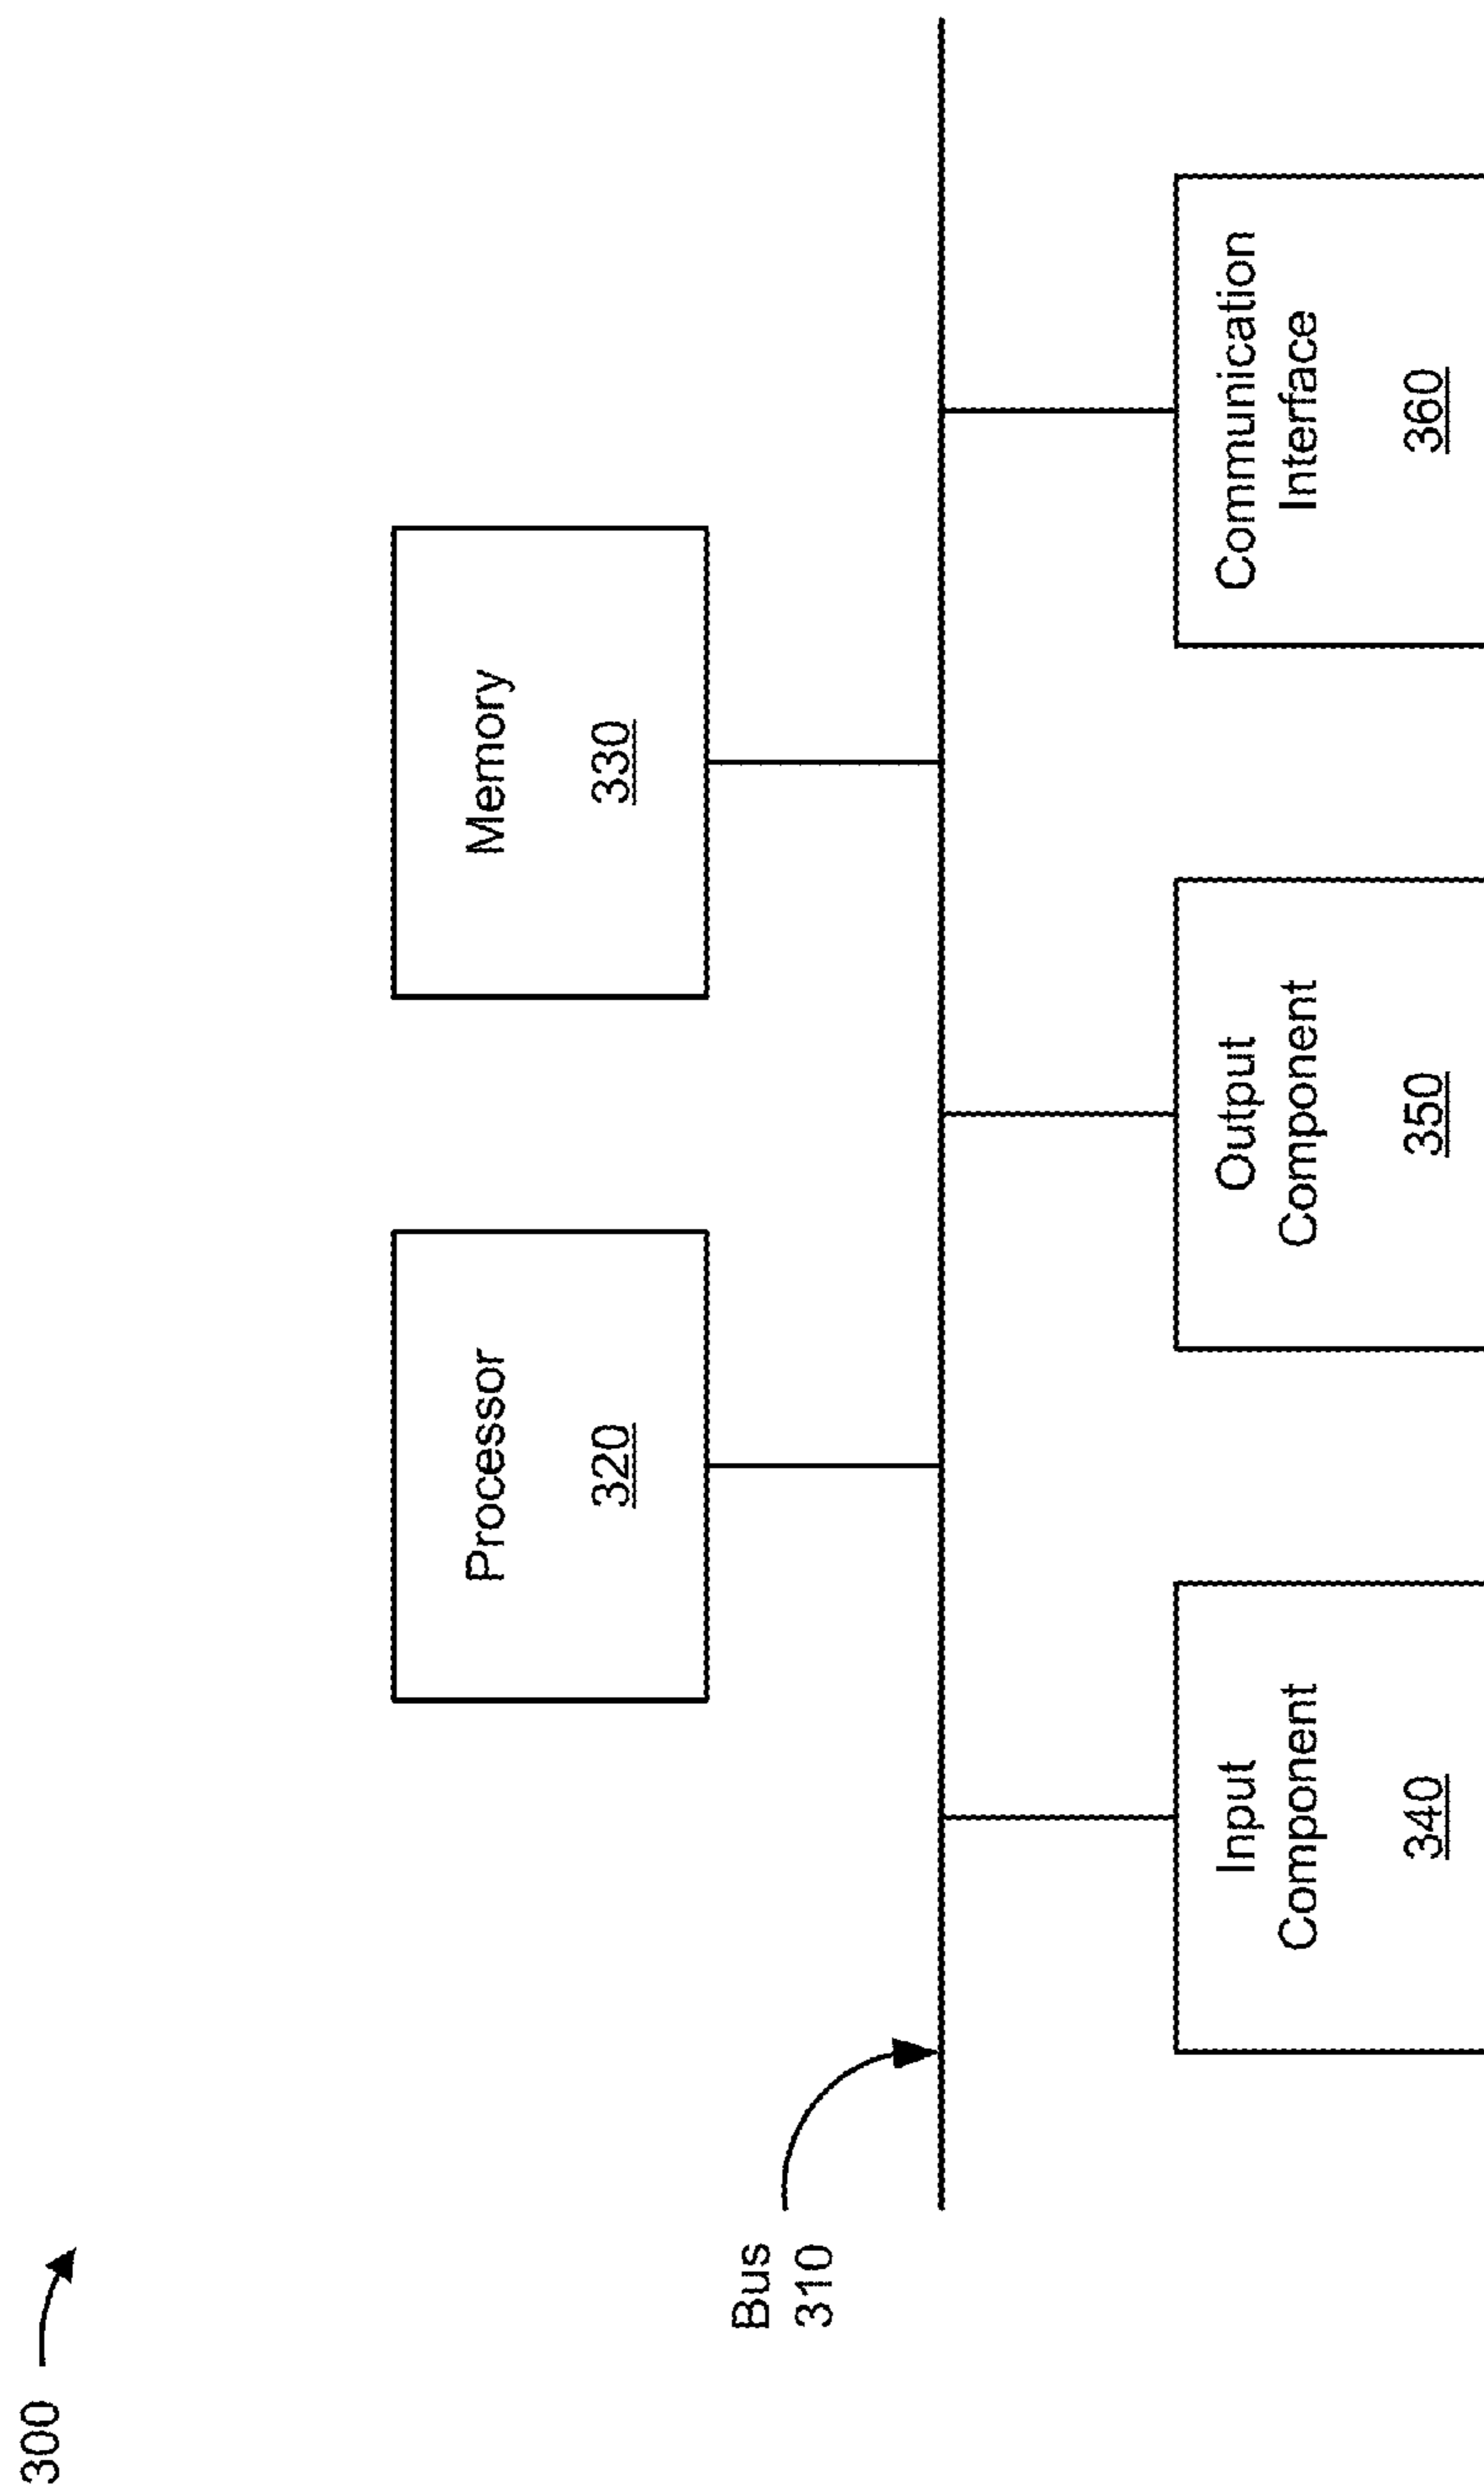 300
Processor
320
Memory
330
Bus
310
Input
Component
340
Output
Component
350
Communication
Interface
360